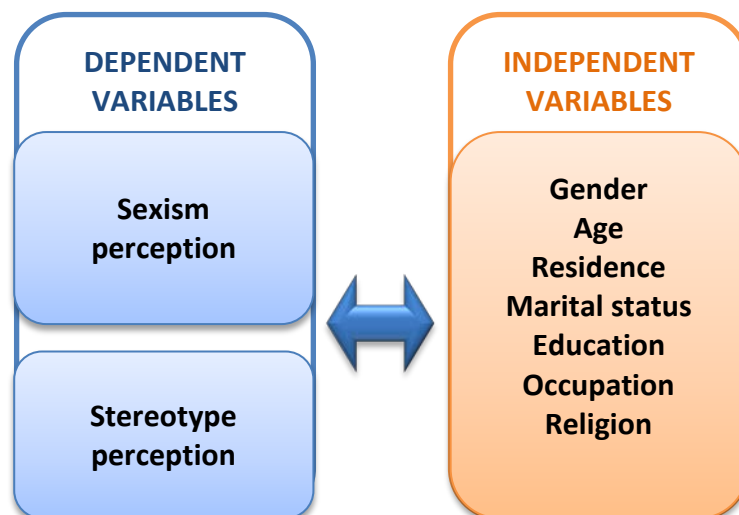 DEPENDENT
VARIABLES
Sexism
perception
Stereotype
perception
INDEPENDENT
VARIABLES
Gender
Age
Residence
Marital status
Education
Occupation
Religion